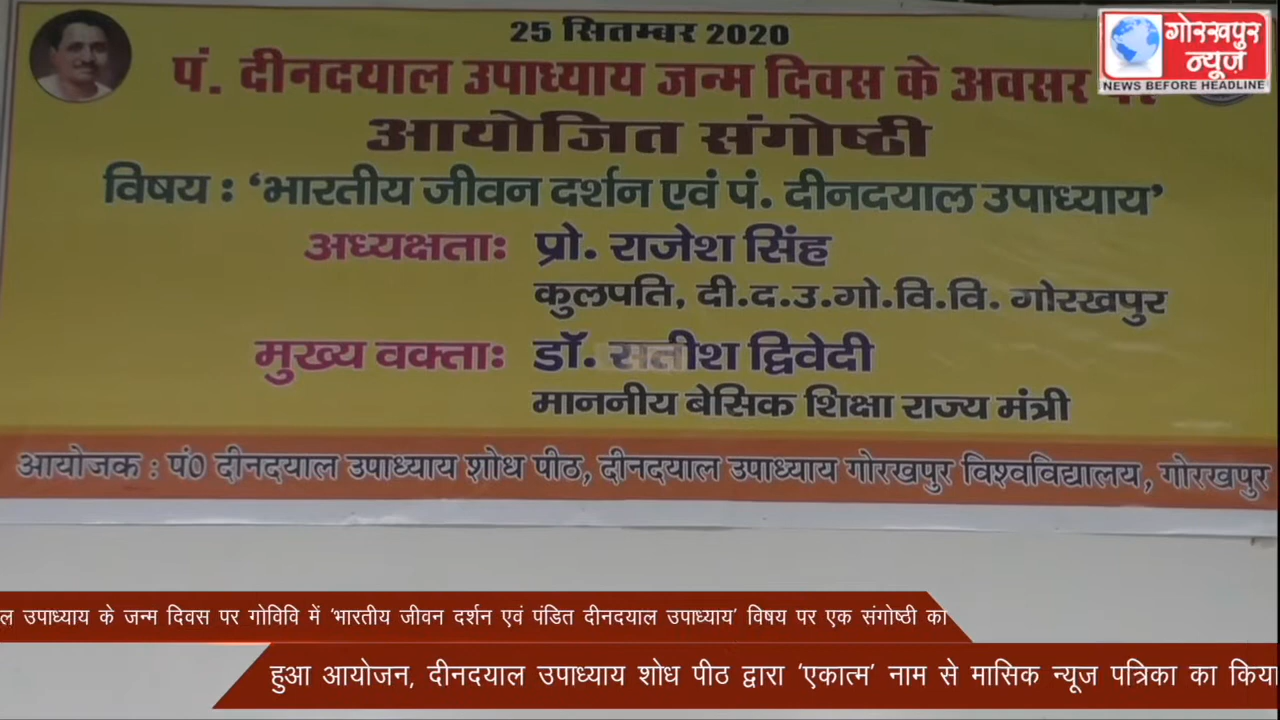 25 सितम्बर 2020
पं. दीनदयाल उपाध्याय जन्म दिवस के अवसर पर
आयोजित संगोष्ठी
विषय : ‘भारतीय जीवन दर्शन एवं पं. दीनदयाल उपाध्याय’
अध्यक्षताः प्रो. राजेश सिंह
कुलपति, दी.द.उ.गो.वि.वि. गोरखपुर
मुख्य वक्ताः डॉ. सतीश द्विवेदी
माननीय बेसिक शिक्षा राज्य मंत्री
आयोजक : पं0 दीनदयाल उपाध्याय शोध पीठ, दीनदयाल उपाध्याय गोरखपुर विश्वविद्यालय, गोरखपुर
गोरखपुर
न्यूज़
NEWS BEFORE HEADLINE
ल उपाध्याय के जन्म दिवस पर गोविवि में ‘भारतीय जीवन दर्शन एवं पंडित दीनदयाल उपाध्याय’ विषय पर एक संगोष्ठी का
हुआ आयोजन, दीनदयाल उपाध्याय शोध पीठ द्वारा ‘एकात्म’ नाम से मासिक न्यूज पत्रिका का किया